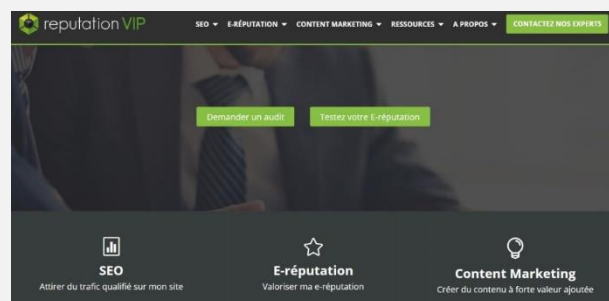 reputation VIP
SEO E-RÉPUTATION CONTENT MARKETING RESSOURCES A PROPOS CONTACTEZ NOS EXPERTS
Demander un audit Testez votre E-réputation
SEO
Attirer du trafic qualifié sur mon site
E-réputation
Valoriser ma e-réputation
Content Marketing
Créer du contenu à forte valeur ajoutée